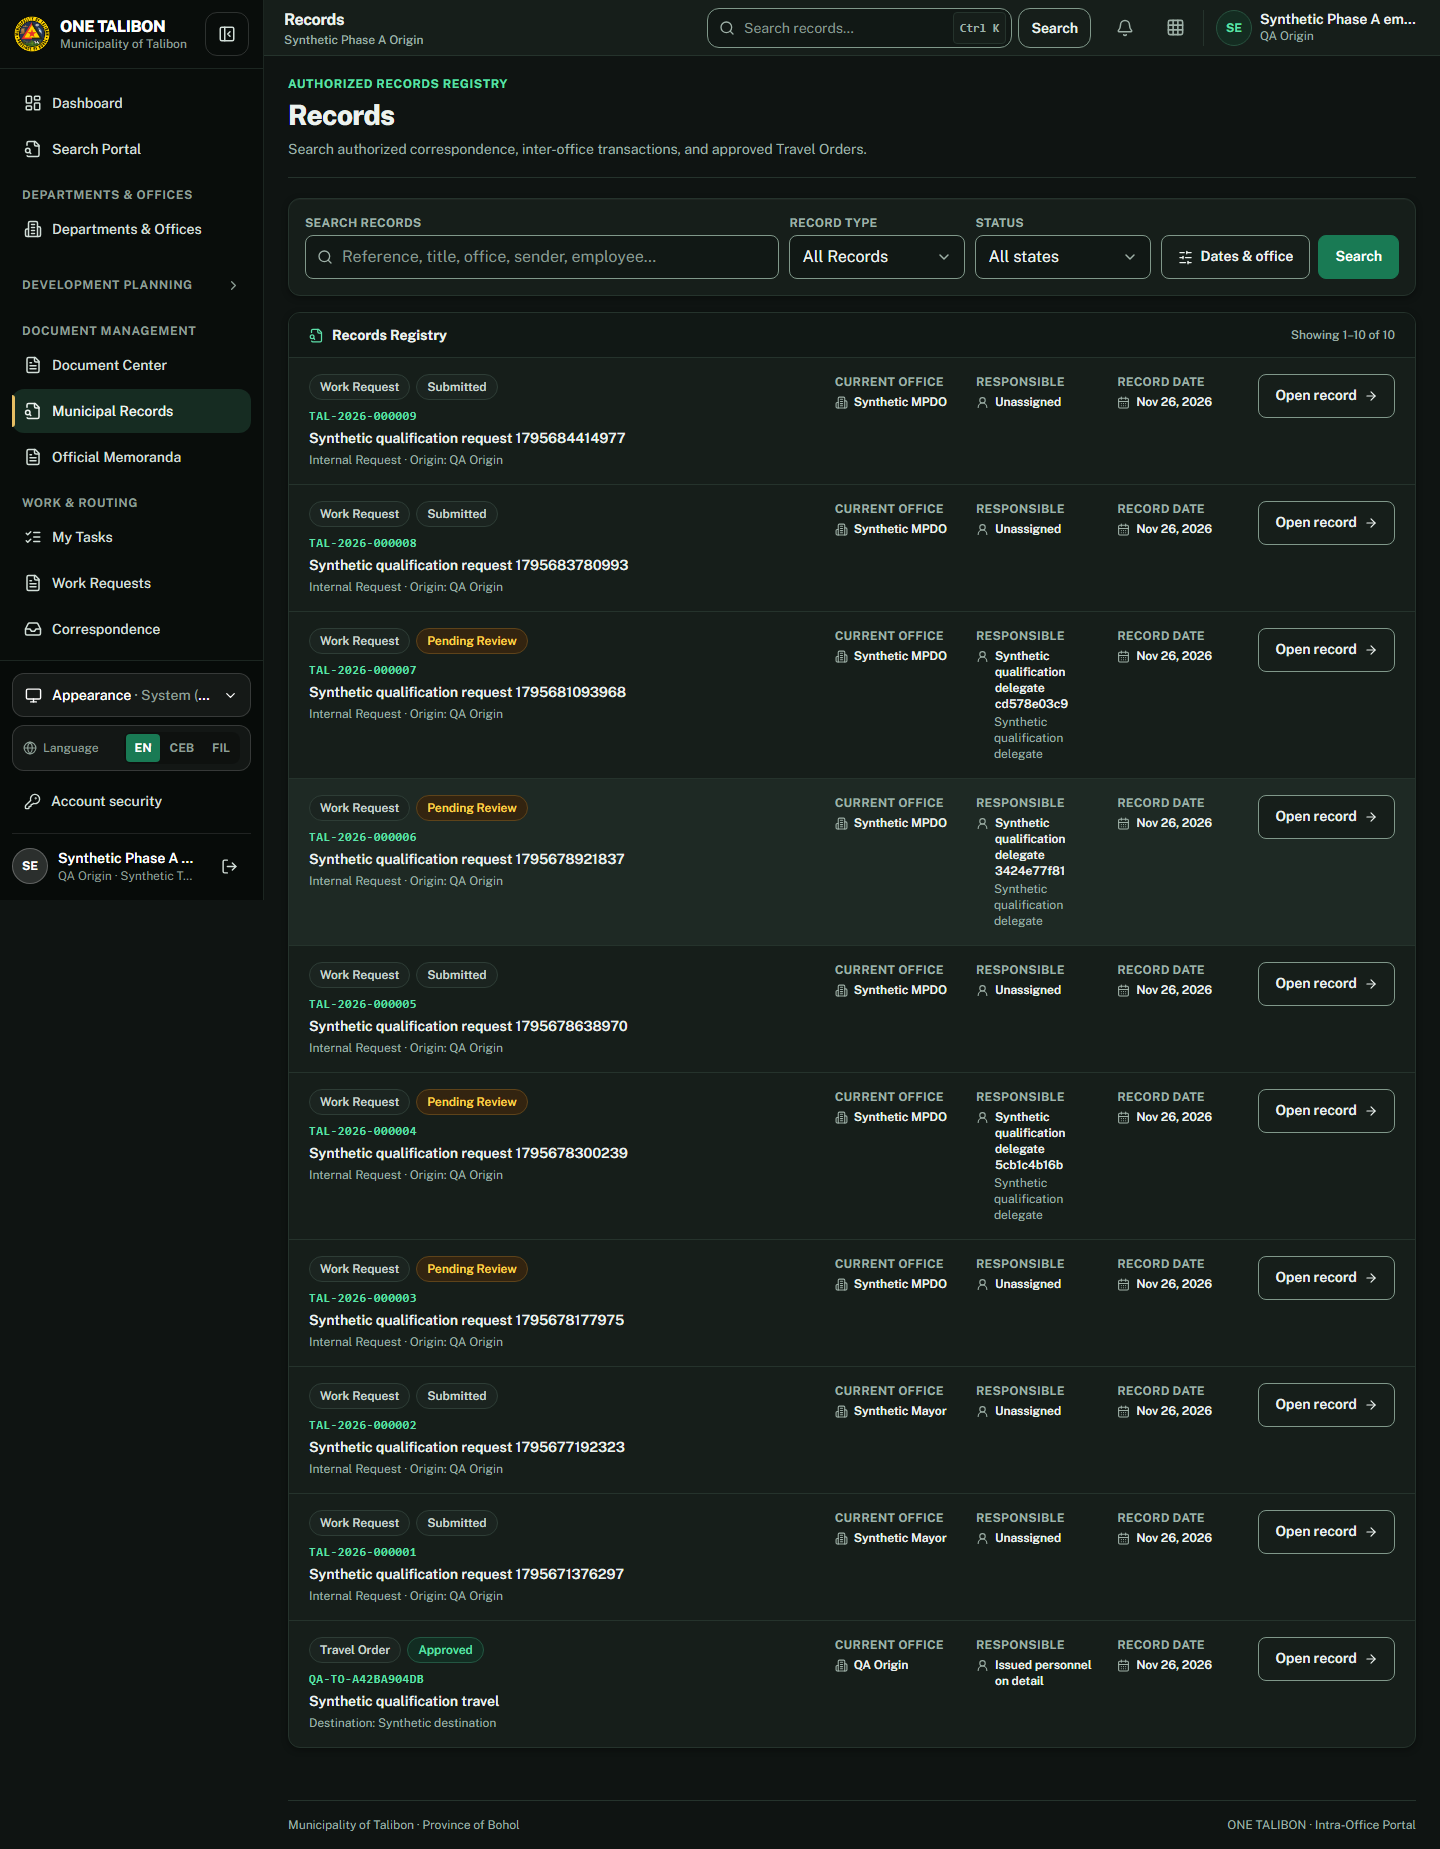 ONE TALIBON
Municipality of Talibon
Dashboard
Search Portal
DEPARTMENTS & OFFICES
Departments & Offices
DEVELOPMENT PLANNING
DOCUMENT MANAGEMENT
Document Center
Municipal Records
Official Memoranda
WORK & ROUTING
My Tasks
Work Requests
Correspondence
Appearance · System (...
Language EN CEB FIL
Account security
SE
Synthetic Phase A ...
QA Origin · Synthetic T...
Records
Synthetic Phase A Origin
Search records... Ctrl K
Search
SE
Synthetic Phase A em...
QA Origin
AUTHORIZED RECORDS REGISTRY
Records
Search authorized correspondence, inter-office transactions, and approved Travel Orders.
SEARCH RECORDS
Reference, title, office, sender, employee...
RECORD TYPE
All Records
STATUS
All states
Dates & office
Search
Records Registry
Showing 1–10 of 10
Work Request Submitted
TAL-2026-000009
Synthetic qualification request 1795684414977
Internal Request · Origin: QA Origin
CURRENT OFFICE
Synthetic MPDO
RESPONSIBLE
Unassigned
RECORD DATE
Nov 26, 2026
Open record
Work Request Submitted
TAL-2026-000008
Synthetic qualification request 1795683780993
Internal Request · Origin: QA Origin
CURRENT OFFICE
Synthetic MPDO
RESPONSIBLE
Unassigned
RECORD DATE
Nov 26, 2026
Open record
Work Request Pending Review
TAL-2026-000007
Synthetic qualification request 1795681093968
Internal Request · Origin: QA Origin
CURRENT OFFICE
Synthetic MPDO
RESPONSIBLE
Synthetic
qualification
delegate
cd578e03c9
Synthetic
qualification
delegate
RECORD DATE
Nov 26, 2026
Open record
Work Request Pending Review
TAL-2026-000006
Synthetic qualification request 1795678921837
Internal Request · Origin: QA Origin
CURRENT OFFICE
Synthetic MPDO
RESPONSIBLE
Synthetic
qualification
delegate
3424e77f81
Synthetic
qualification
delegate
RECORD DATE
Nov 26, 2026
Open record
Work Request Submitted
TAL-2026-000005
Synthetic qualification request 1795678638970
Internal Request · Origin: QA Origin
CURRENT OFFICE
Synthetic MPDO
RESPONSIBLE
Unassigned
RECORD DATE
Nov 26, 2026
Open record
Work Request Pending Review
TAL-2026-000004
Synthetic qualification request 1795678300239
Internal Request · Origin: QA Origin
CURRENT OFFICE
Synthetic MPDO
RESPONSIBLE
Synthetic
qualification
delegate
5cb1c4b16b
Synthetic
qualification
delegate
RECORD DATE
Nov 26, 2026
Open record
Work Request Pending Review
TAL-2026-000003
Synthetic qualification request 1795678177975
Internal Request · Origin: QA Origin
CURRENT OFFICE
Synthetic MPDO
RESPONSIBLE
Unassigned
RECORD DATE
Nov 26, 2026
Open record
Work Request Submitted
TAL-2026-000002
Synthetic qualification request 1795677192323
Internal Request · Origin: QA Origin
CURRENT OFFICE
Synthetic Mayor
RESPONSIBLE
Unassigned
RECORD DATE
Nov 26, 2026
Open record
Work Request Submitted
TAL-2026-000001
Synthetic qualification request 1795671376297
Internal Request · Origin: QA Origin
CURRENT OFFICE
Synthetic Mayor
RESPONSIBLE
Unassigned
RECORD DATE
Nov 26, 2026
Open record
Travel Order Approved
QA-TO-A42BA904DB
Synthetic qualification travel
Destination: Synthetic destination
CURRENT OFFICE
QA Origin
RESPONSIBLE
Issued personnel
on detail
RECORD DATE
Nov 26, 2026
Open record
Municipality of Talibon · Province of Bohol
ONE TALIBON · Intra-Office Portal